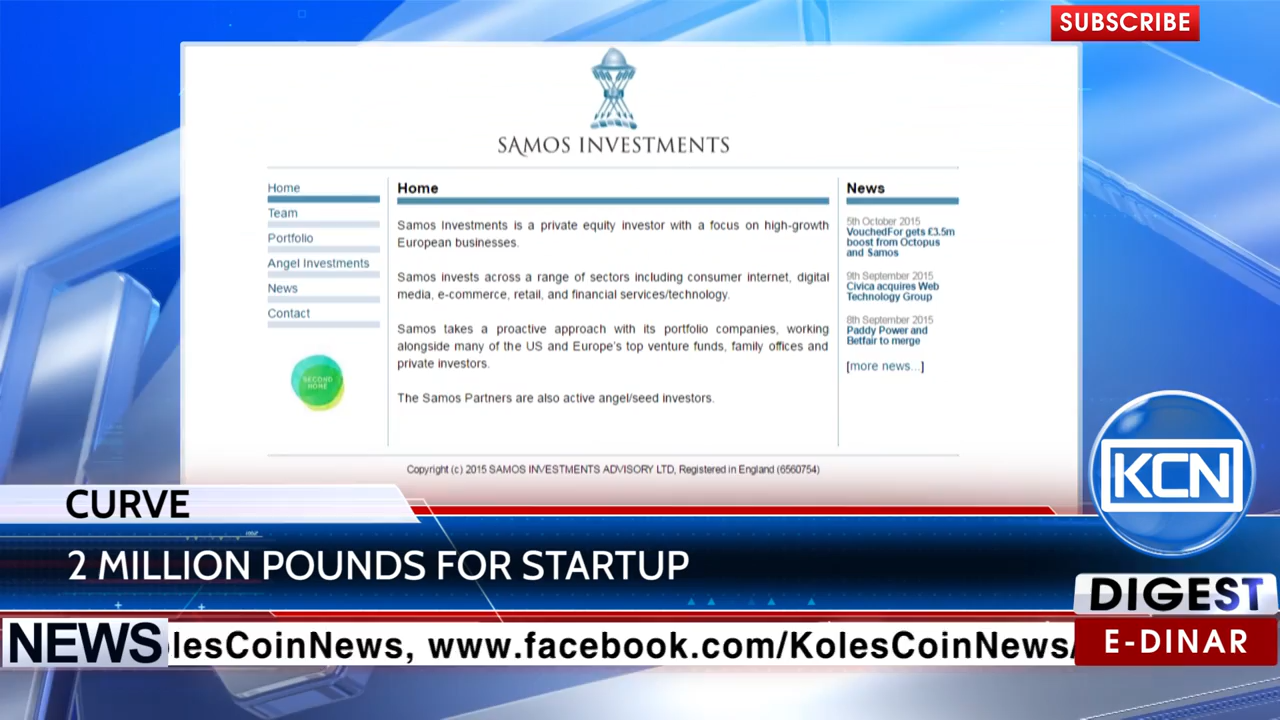 SUBSCRIBE
SAMOS INVESTMENTS
Home
Team
Portfolio
Angel Investments
News
Contact
SECOND
HOME
Home
Samos Investments is a private equity investor with a focus on high-growth
European businesses.
Samos invests across a range of sectors including consumer internet, digital
media, e-commerce, retail, and financial services/technology.
Samos takes a proactive approach with its portfolio companies, working
alongside many of the US and Europe's top venture funds, family offices and
private investors.
The Samos Partners are also active angel/seed investors.
News
5th October 2015
VouchedFor gets £3.5m
boost from Octopus
and Samos
9th September 2015
Civica acquires Web
Technology Group
8th September 2015
Paddy Power and
Betfair to merge
[more news...]
Copyright (c) 2015 SAMOS INVESTMENTS ADVISORY LTD, Registered in England (6560754)
KCN
CURVE
2 MILLION POUNDS FOR STARTUP
DIGEST
NEWS
lesCoinNews, www.facebook.com/KolesCoinNews/
E-DINAR